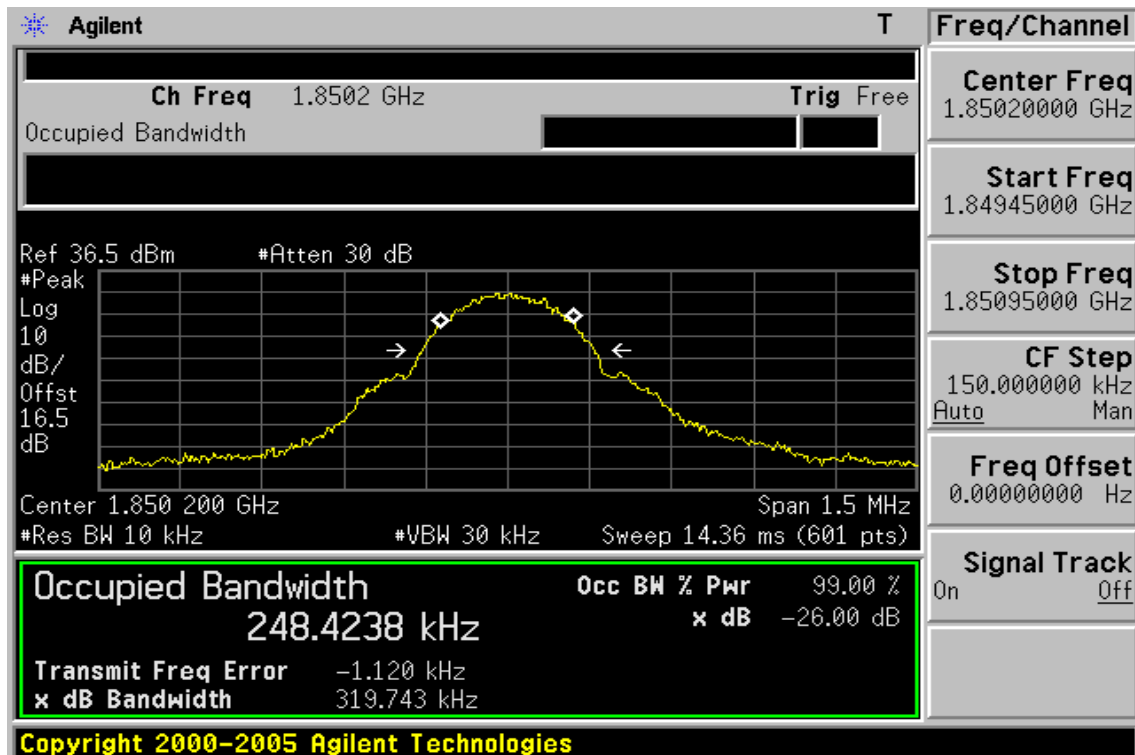 Agilent T
Ch Freq 1.8502 GHz Trig Free
Occupied Bandwidth
Ref 36.5 dBm #Atten 30 dB
#Peak
Log
10
dB/
Offst
16.5
dB
Center 1.850 200 GHz Span 1.5 MHz
#Res BW 10 kHz #VBW 30 kHz Sweep 14.36 ms (601 pts)
Occupied Bandwidth Occ BW % Pwr 99.00 %
248.4238 kHz x dB -26.00 dB
Transmit Freq Error -1.120 kHz
x dB Bandwidth 319.743 kHz
Copyright 2000-2005 Agilent Technologies
Freq/Channel
Center Freq
1.85020000 GHz
Start Freq
1.84945000 GHz
Stop Freq
1.85095000 GHz
CF Step
150.000000 kHz
Auto Man
Freq Offset
0.00000000 Hz
Signal Track
On Off